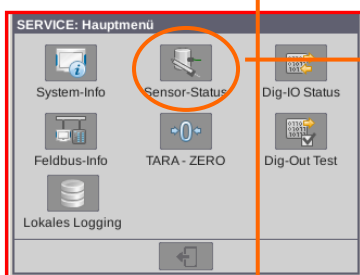 SERVICE: Hauptmenü
System-Info
Sensor-Status
Dig-IO Status
Feldbus-Info
TARA - ZERO
Dig-Out Test
Lokales Logging